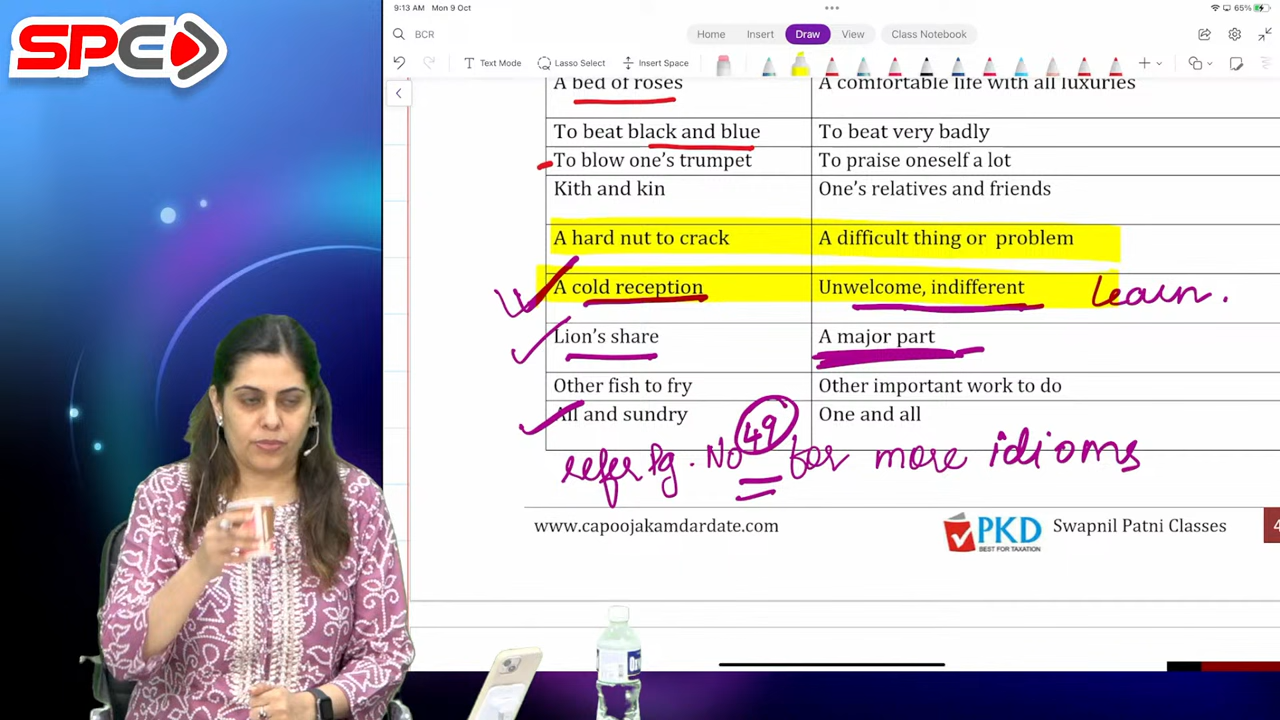 9:13 AM Mon 9 Oct
65%
SPE
BCR
Home Insert Draw View Class Notebook
Text Mode Lasso Select Insert Space
A bed of roses A comfortable life with all luxuries
To beat black and blue To beat very badly
To blow one's trumpet To praise oneself a lot
Kith and kin One's relatives and friends
A hard nut to crack A difficult thing or problem
A cold reception Unwelcome, indifferent learn.
Lion's share A major part
Other fish to fry Other important work to do
All and sundry One and all
refer Pg. No 49 for more idioms
www.capoojakamdardate.com PKD Swapnil Patni Classes
BEST FOR TAXATION